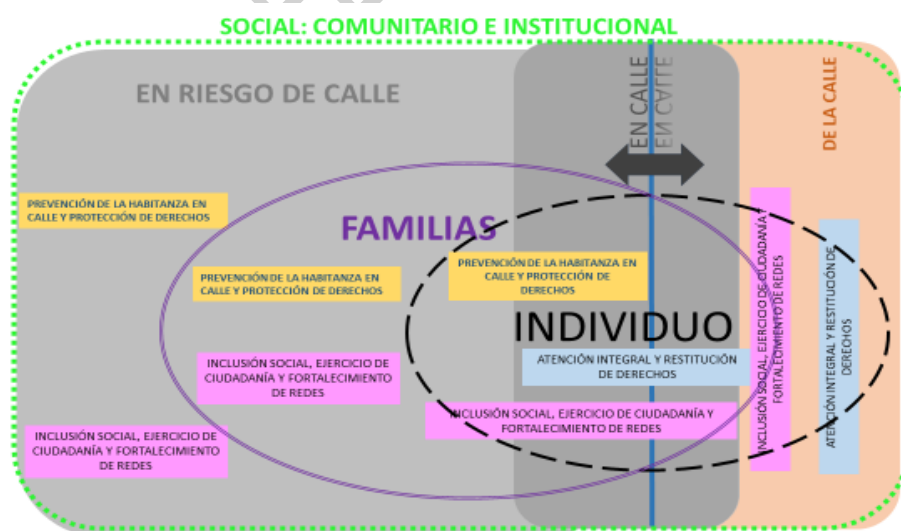 SOCIAL: COMUNITARIO E INSTITUCIONAL
EN RIESGO DE CALLE
EN CALLE
EN CALLE
DE LA CALLE
PREVENCIÓN DE LA HABITANZA EN
CALLE Y PROTECCIÓN DE DERECHOS
FAMILIAS
PREVENCIÓN DE LA HABITANZA EN
CALLE Y PROTECCIÓN DE DERECHOS
PREVENCIÓN DE LA HABITANZA EN
CALLE Y PROTECCIÓN DE
DERECHOS
INDIVIDUO
ATENCIÓN INTEGRAL Y RESTITUCIÓN
DE DERECHOS
INCLUSIÓN SOCIAL, EJERCICIO DE
CIUDADANÍA Y FORTALECIMIENTO
DE REDES
INCLUSIÓN SOCIAL, EJERCICIO DE CIUDADANÍA Y
FORTALECIMIENTO DE REDES
INCLUSIÓN SOCIAL, EJERCICIO DE
CIUDADANÍA Y FORTALECIMIENTO
DE REDES
INCLUSIÓN SOCIAL, EJERCICIO DE CIUDADANÍA Y
FORTALECIMIENTO DE REDES
ATENCIÓN INTEGRAL Y RESTITUCIÓN DE
DERECHOS